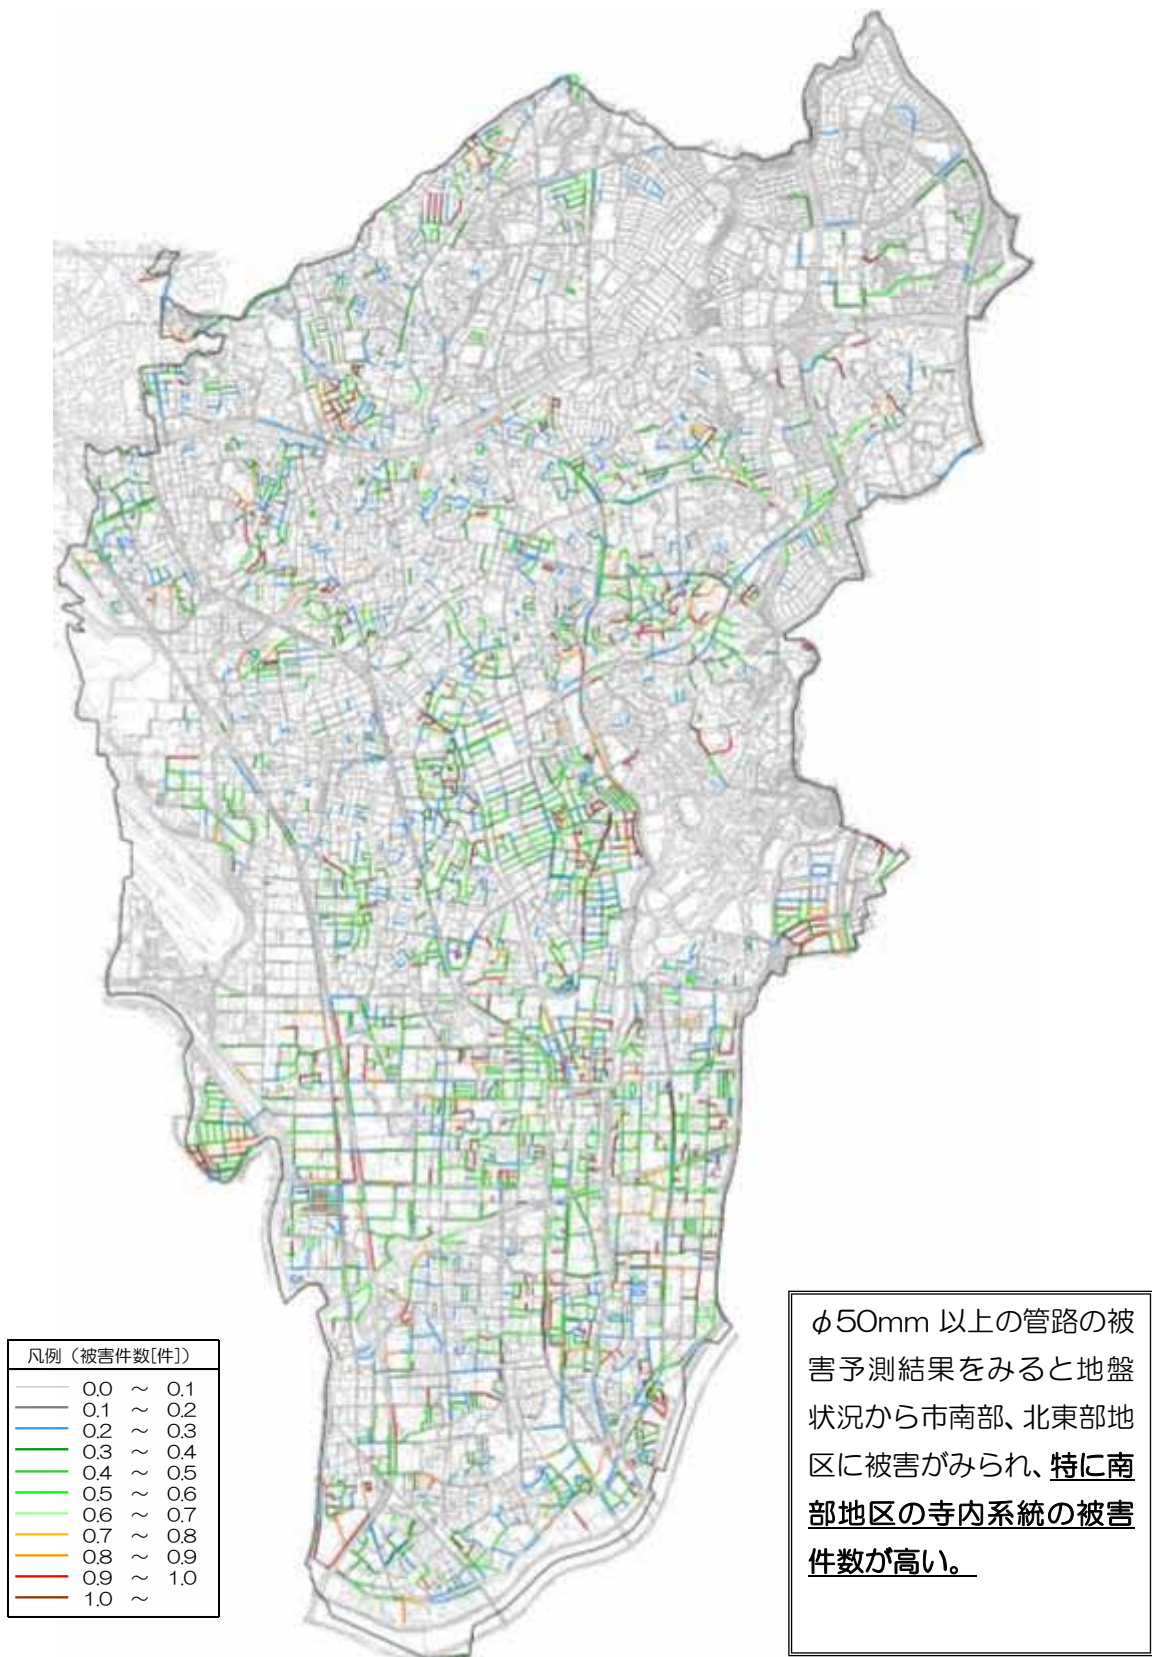 φ50mm 以上の管路の被
害予測結果をみると地盤
状況から市南部、北東部地
区に被害がみられ、特に南
部地区の寺内系統の被害
件数が高い。
凡例（被害件数[件]）
0.0 ～ 0.1
0.1 ～ 0.2
0.2 ～ 0.3
0.3 ～ 0.4
0.4 ～ 0.5
0.5 ～ 0.6
0.6 ～ 0.7
0.7 ～ 0.8
0.8 ～ 0.9
0.9 ～ 1.0
1.0 ～